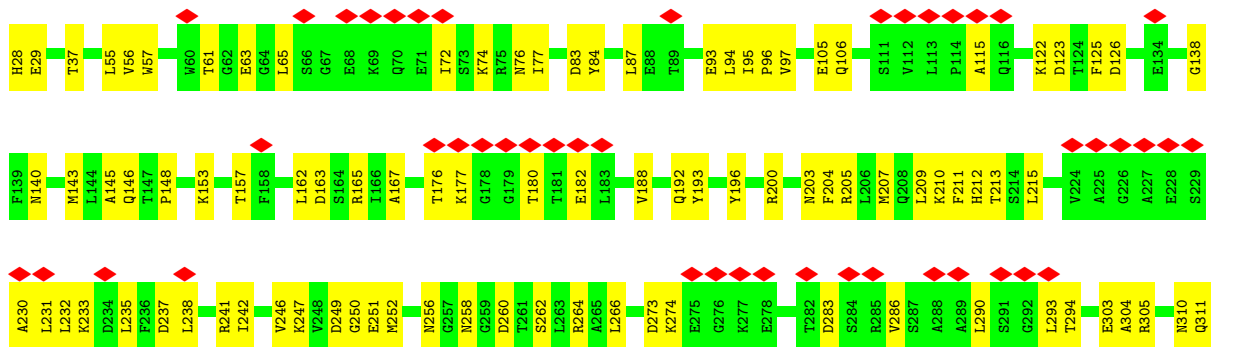 H28 E29 T37 L55 V56 W57 W60 T61 G62 E63 G64 L65 S66 G67 E68 K69 Q70 E71 I72 S73 K74 R75 N76 I77 D83 Y84 L87 E88 T89 E93 L94 I95 P96 V97 E105 Q106 S111 V112 L113 P114 A115 Q116 K122 D123 T124 F125 D126 E134 G138
F139 N140 M143 L144 A145 Q146 T147 P148 K153 T157 F158 L162 D163 S164 R165 I166 A167 T176 K177 G178 G179 T180 T181 E182 L183 V188 Q192 Y193 Y196 R200 N203 F204 R205 L206 M207 Q208 L209 K210 F211 H212 T213 S214 L215 V224 A225 G226 A227 E228 S229
A230 L231 L232 K233 D234 L235 F236 D237 L238 R241 I242 V246 K247 V248 D249 G250 E251 M252 N256 G257 N258 G259 D260 T261 S262 L263 R264 A265 L266 D273 K274 E275 G276 K277 E278 T282 D283 S284 R285 V286 S287 A288 A289 L290 S291 G292 L293 T294 E303 A304 R305 N310 Q311